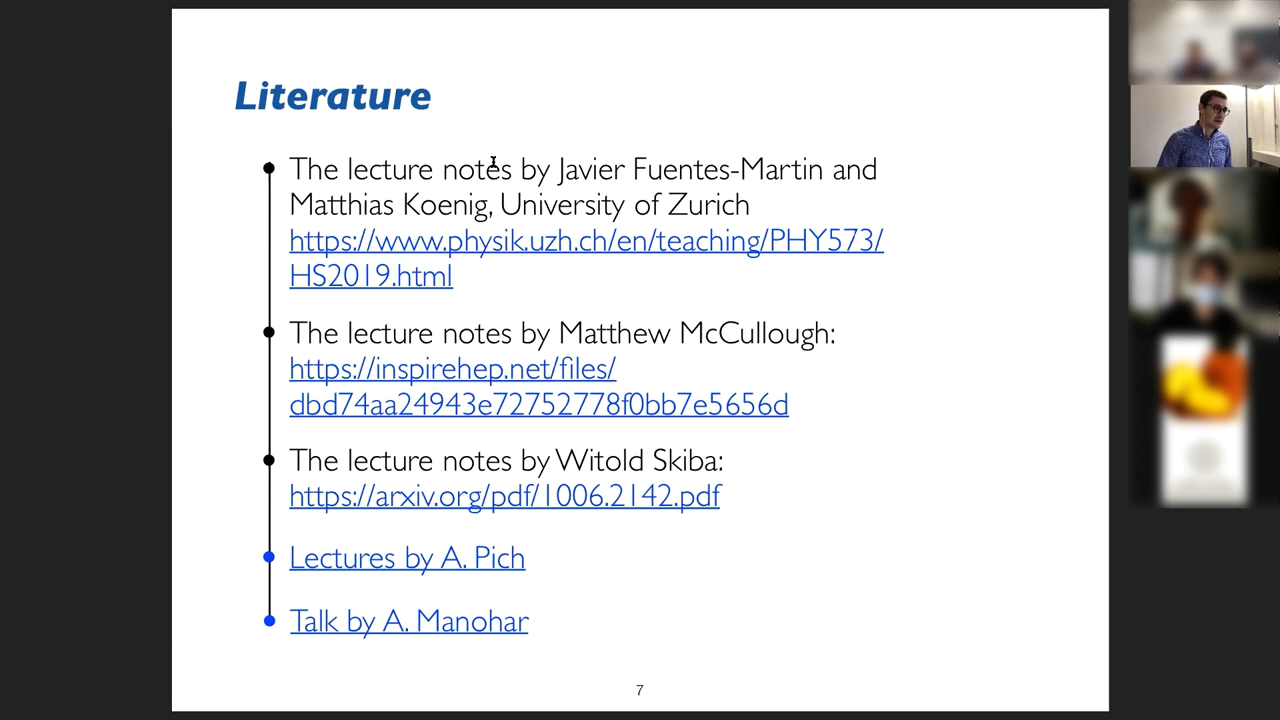 Literature
The lecture notes by Javier Fuentes-Martin and
Matthias Koenig, University of Zurich
https://www.physik.uzh.ch/en/teaching/PHY573/
HS2019.html
The lecture notes by Matthew McCullough:
https://inspirehep.net/files/
dbd74aa24943e72752778f0bb7e5656d
The lecture notes by Witold Skiba:
https://arxiv.org/pdf/1006.2142.pdf
Lectures by A. Pich
Talk by A. Manohar
7